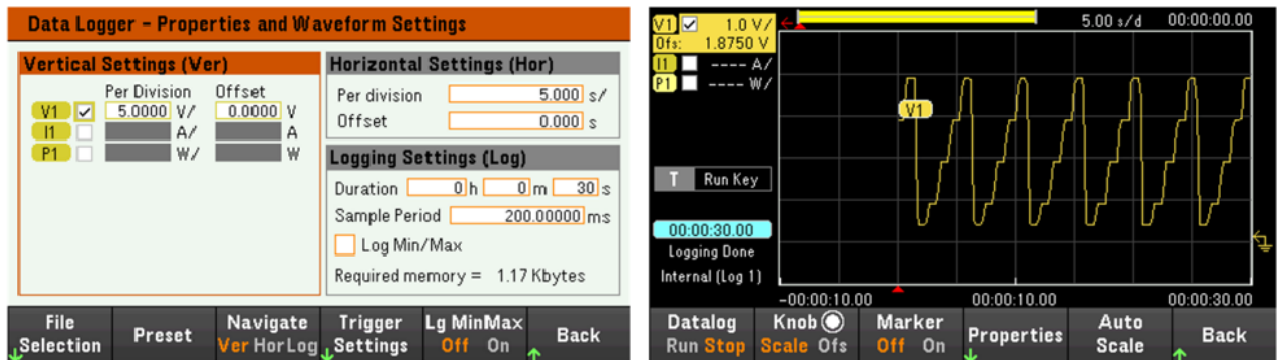 Data Logger - Properties and Waveform Settings
Vertical Settings (Ver)
Per Division Offset
V1 5.0000 V/ 0.0000 V
I1 A/ A
P1 W/ W
Horizontal Settings (Hor)
Per division 5.000 s/
Offset 0.000 s
Logging Settings (Log)
Duration 0 h 0 m 30 s
Sample Period 200.00000 ms
Log Min/Max
Required memory = 1.17 Kbytes
File Selection
Preset
Navigate
Ver Hor Log
Trigger Settings
Lg MinMax
Off On
Back
V1 1.0 V/
Ofs: 1.8750 V
I1 ---- A/
P1 ---- W/
5.00 s/d 00:00:00.00
V1
T Run Key
00:00:30.00
Logging Done
Internal (Log 1)
-00:00:10.00 00:00:10.00 00:00:30.00
Datalog
Run Stop
Knob
Scale Ofs
Marker
Off On
Properties
Auto Scale
Back